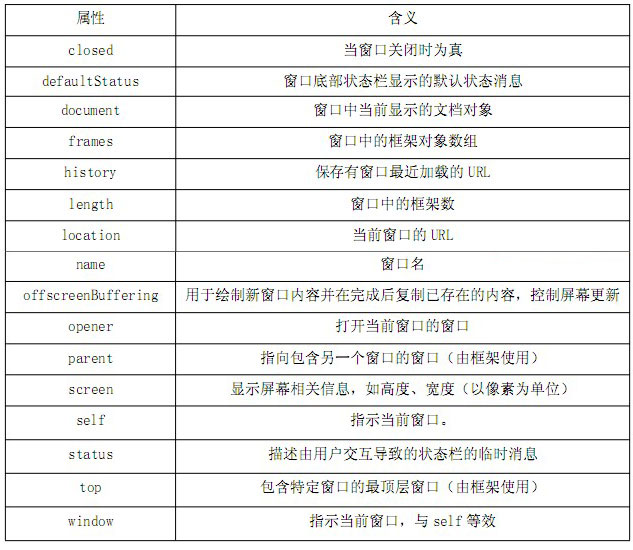 属性 含义
closed 当窗口关闭时为真
defaultStatus 窗口底部状态栏显示的默认状态消息
document 窗口中当前显示的文档对象
frames 窗口中的框架对象数组
history 保存有窗口最近加载的 URL
length 窗口中的框架数
location 当前窗口的 URL
name 窗口名
offscreenBuffering 用于绘制新窗口内容并在完成后复制已存在的内容，控制屏幕更新
opener 打开当前窗口的窗口
parent 指向包含另一个窗口的窗口（由框架使用）
screen 显示屏幕相关信息，如高度、宽度（以像素为单位）
self 指示当前窗口。
status 描述由用户交互导致的状态栏的临时消息
top 包含特定窗口的最顶层窗口（由框架使用）
window 指示当前窗口，与 self 等效